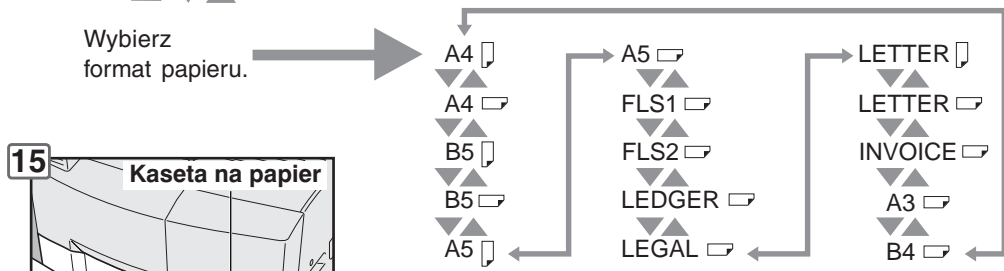 Wybierz
format papieru.
A4
A4
B5
B5
A5
A5
FLS1
FLS2
LEDGER
LEGAL
LETTER
LETTER
INVOICE
A3
B4
15
Kaseta na papier